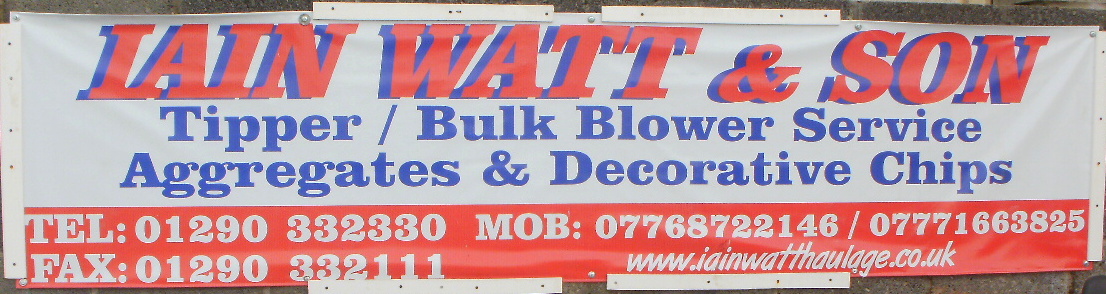 IAIN WATT & SON
Tipper / Bulk Blower Service
Aggregates & Decorative Chips
TEL: 01290 332330 MOB: 07768722146 / 07771663825
FAX: 01290 332111 www.iainwatthaulage.co.uk